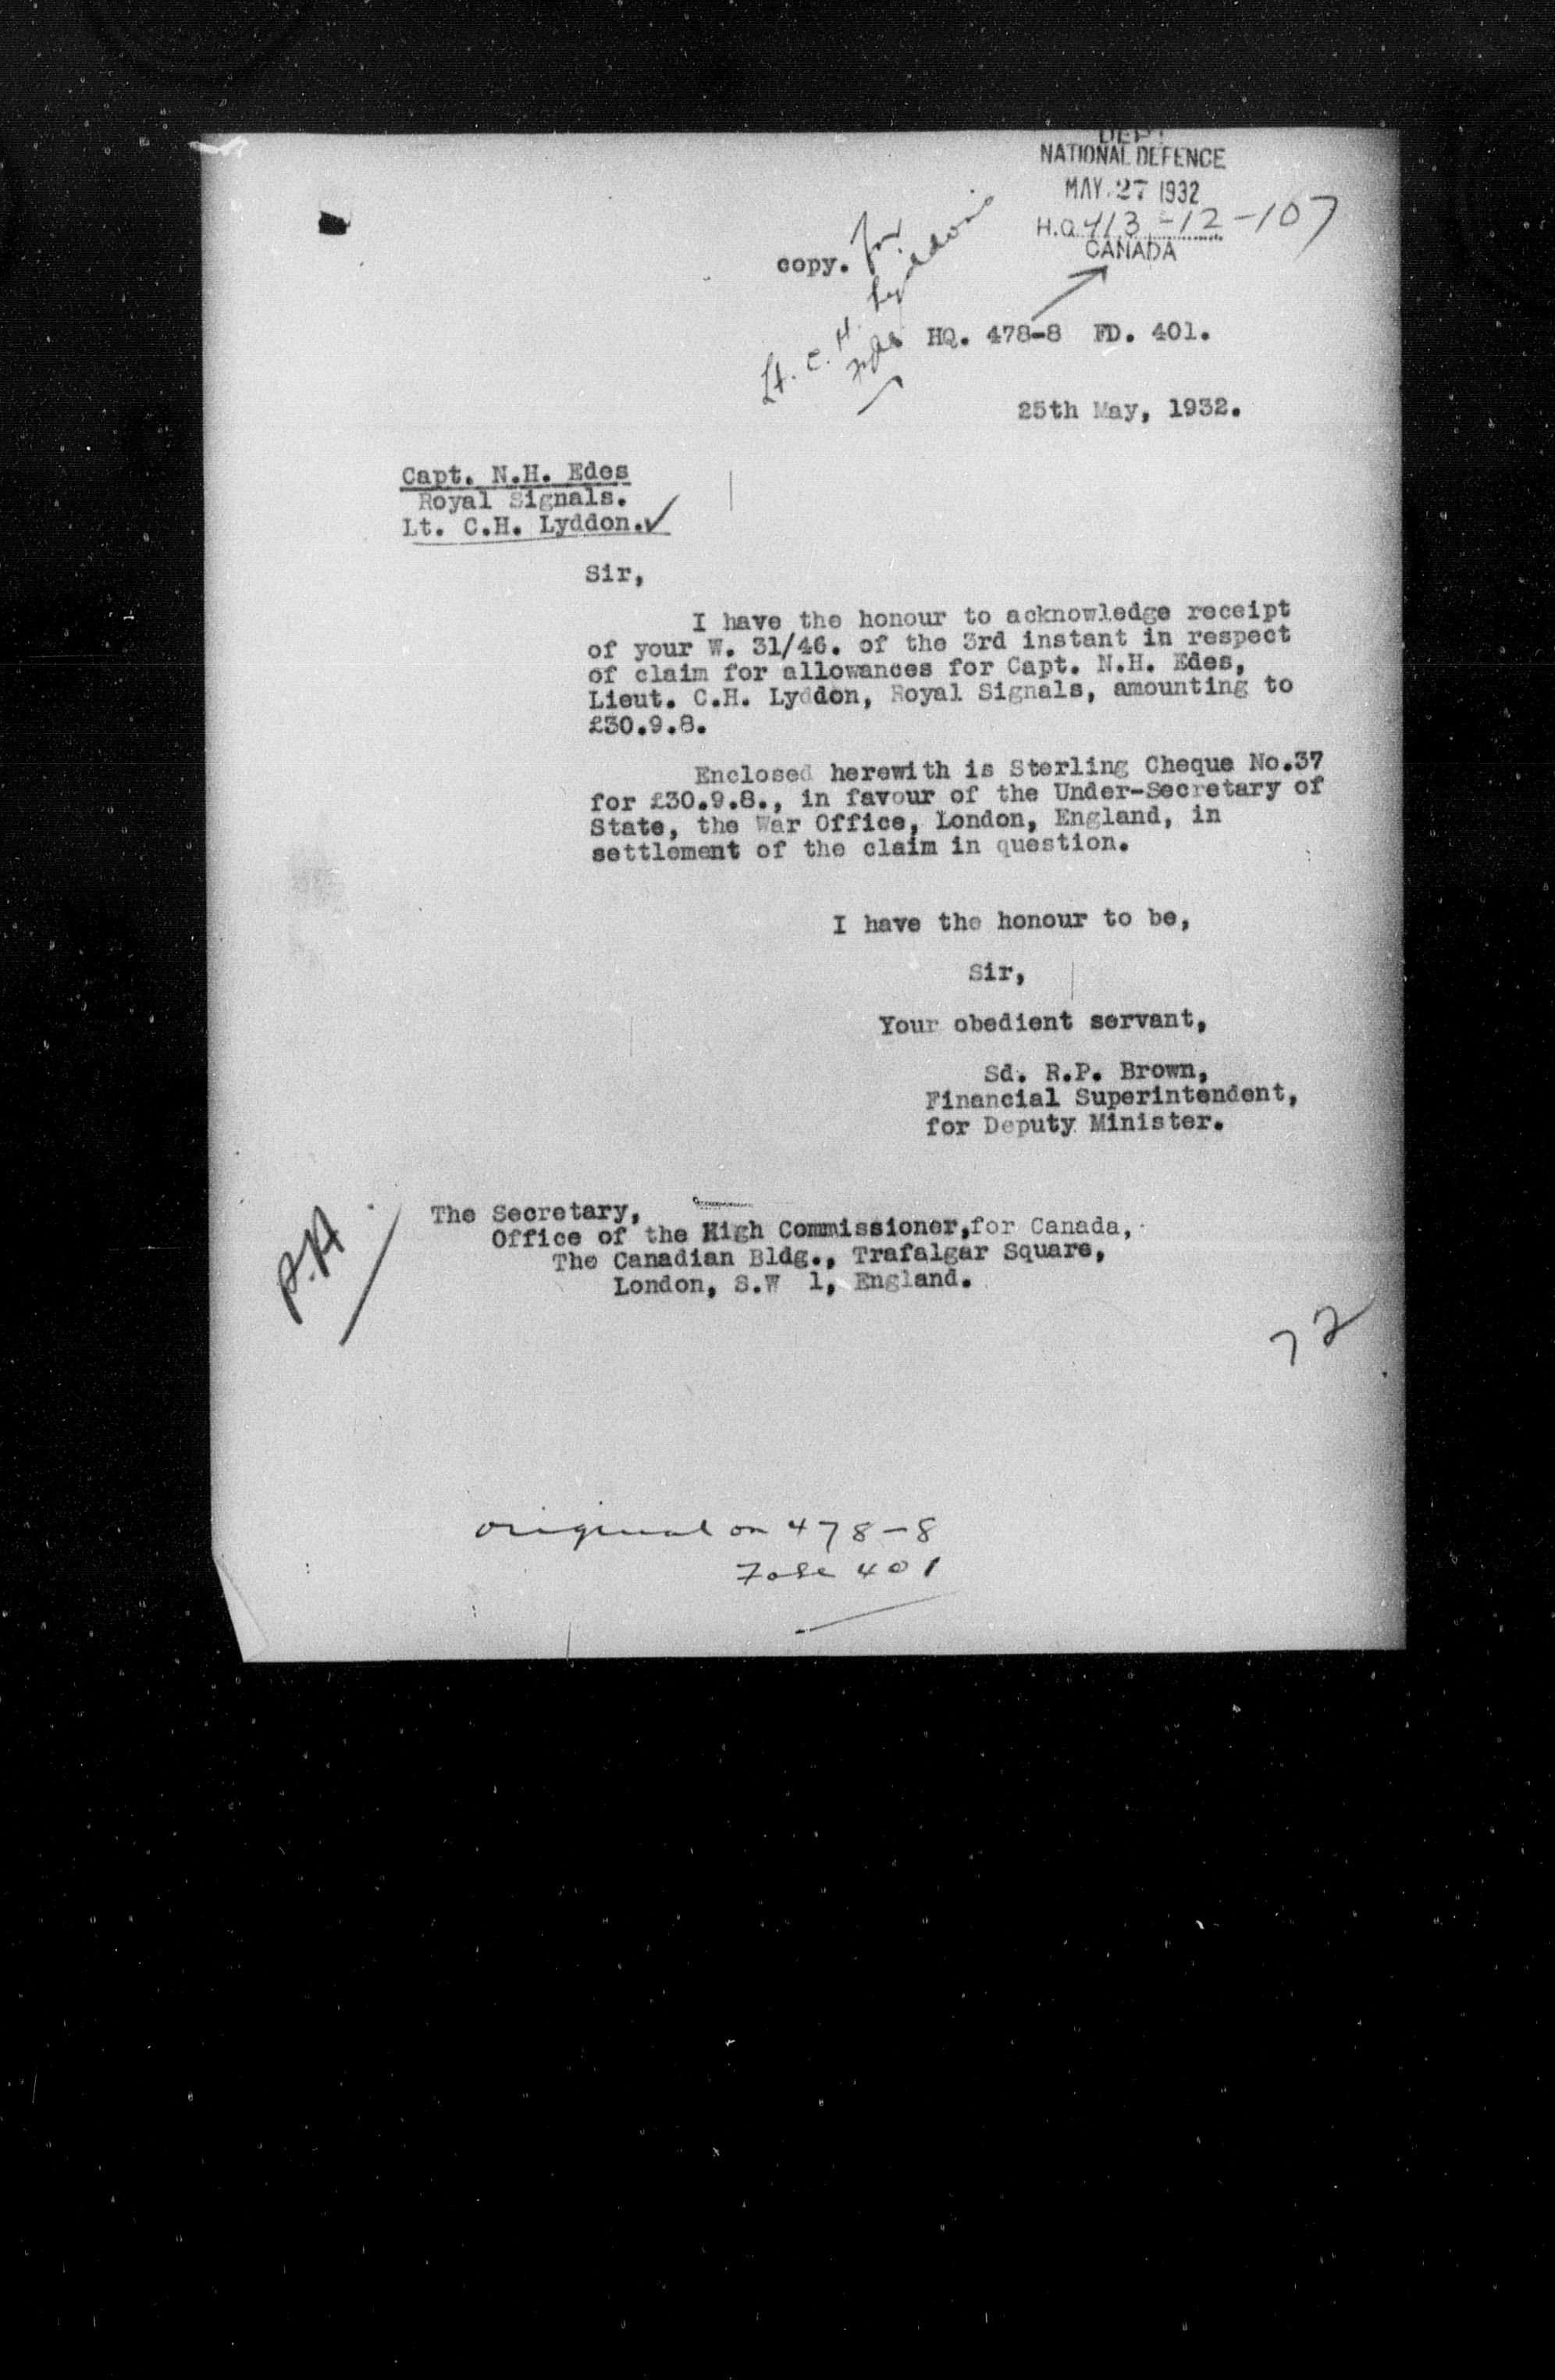 DEPT.
NATIONAL DEFENCE
MAY 27 1932
H.Q. 413-12-107
CANADA
copy. for
Lt. C. H. Lyddon's
file
HQ. 478-8 FD. 401.
25th May, 1932.
Capt. N.H. Edes
Royal Signals.
Lt. C.H. Lyddon.✓
Sir,
I have the honour to acknowledge receipt
of your W. 31/46. of the 3rd instant in respect
of claim for allowances for Capt. N.H. Edes,
Lieut. C.H. Lyddon, Royal Signals, amounting to
£30.9.8.
Enclosed herewith is Sterling Cheque No.37
for £30.9.8., in favour of the Under-Secretary of
State, the War Office, London, England, in
settlement of the claim in question.
I have the honour to be,
Sir,
Your obedient servant,
Sd. R.P. Brown,
Financial Superintendent,
for Deputy Minister.
The Secretary,
Office of the High Commissioner,for Canada,
The Canadian Bldg., Trafalgar Square,
London, S.W 1, England.
P.A
72
original on 478-8
Fold 401